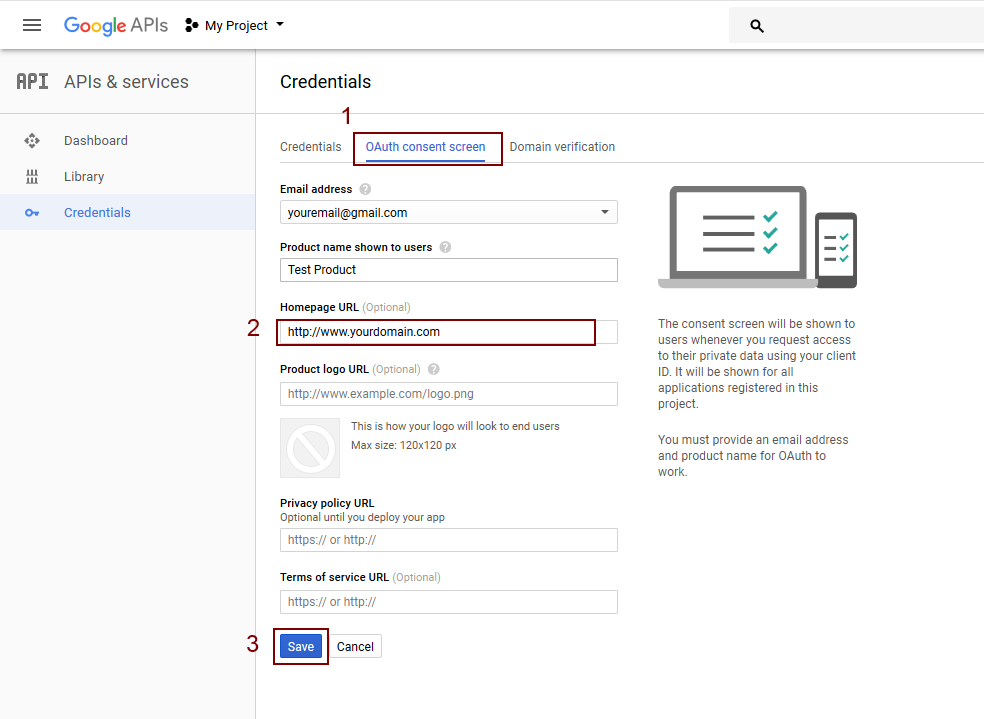 Google APIs
My Project
API
APIs & services
Dashboard
Library
Credentials
Credentials
1
Credentials
OAuth consent screen
Domain verification
Email address ?
youremail@gmail.com
Product name shown to users ?
Test Product
Homepage URL (Optional)
2
http://www.yourdomain.com
Product logo URL (Optional) ?
http://www.example.com/logo.png
This is how your logo will look to end users
Max size: 120x120 px
Privacy policy URL
Optional until you deploy your app
https:// or http://
Terms of service URL (Optional)
https:// or http://
3
Save
Cancel
The consent screen will be shown to
users whenever you request access
to their private data using your client
ID. It will be shown for all
applications registered in this
project.
You must provide an email address
and product name for OAuth to
work.